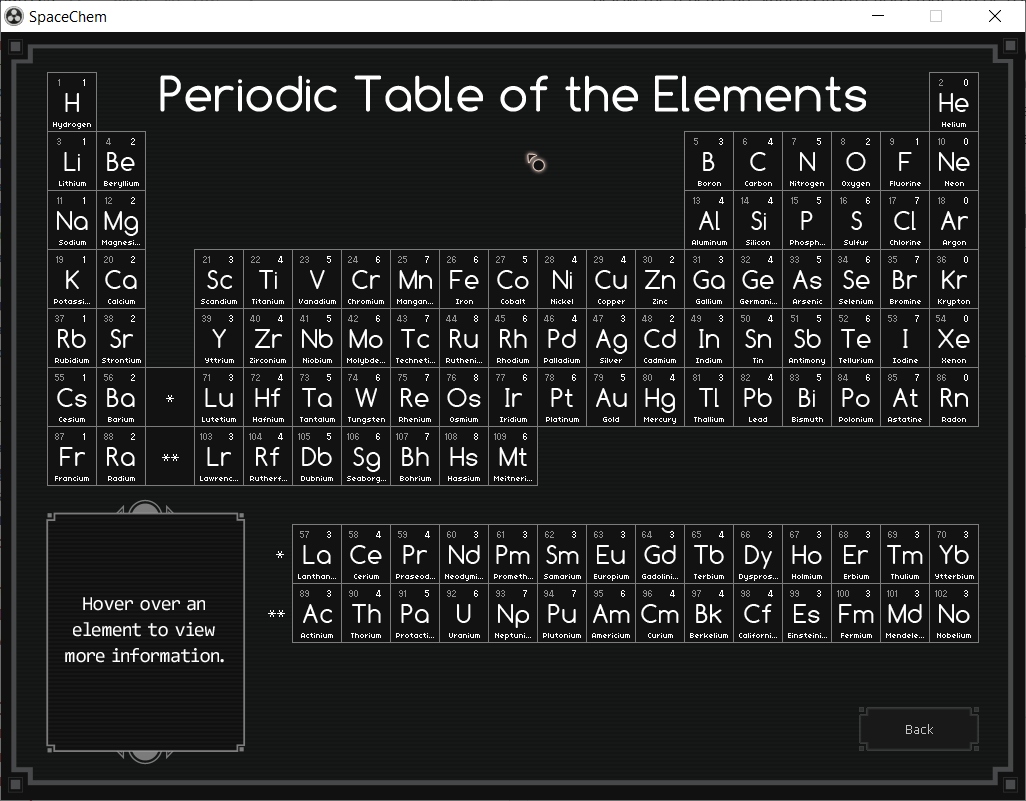 SpaceChem
Periodic Table of the Elements
1 1 2 0
H He
Hydrogen Helium
3 1 4 2 5 3 6 4 7 5 8 2 9 1 10 0
Li Be B C N O F Ne
Lithium Beryllium Boron Carbon Nitrogen Oxygen Fluorine Neon
11 1 12 2 13 4 14 4 15 5 16 6 17 7 18 0
Na Mg Al Si P S Cl Ar
Sodium Magnesi... Aluminum Silicon Phosph... Sulfur Chlorine Argon
19 1 20 2 21 3 22 4 23 5 24 6 25 7 26 6 27 5 28 4 29 4 30 2 31 3 32 4 33 5 34 6 35 7 36 0
K Ca Sc Ti V Cr Mn Fe Co Ni Cu Zn Ga Ge As Se Br Kr
Potassi... Calcium Scandium Titanium Vanadium Chromium Mangan... Iron Cobalt Nickel Copper Zinc Gallium Germani... Arsenic Selenium Bromine Krypton
37 1 38 2 39 3 40 4 41 5 42 6 43 7 44 8 45 6 46 4 47 3 48 2 49 3 50 4 51 5 52 6 53 7 54 0
Rb Sr Y Zr Nb Mo Tc Ru Rh Pd Ag Cd In Sn Sb Te I Xe
Rubidium Strontium Yttrium Zirconium Niobium Molybde... Techneti... Rutheni... Rhodium Palladium Silver Cadmium Indium Tin Antimony Tellurium Iodine Xenon
55 1 56 2 71 3 72 4 73 5 74 6 75 7 76 8 77 6 78 6 79 5 80 4 81 3 82 4 83 5 84 6 85 7 86 0
Cs Ba * Lu Hf Ta W Re Os Ir Pt Au Hg Tl Pb Bi Po At Rn
Cesium Barium Lutetium Hafnium Tantalum Tungsten Rhenium Osmium Iridium Platinum Gold Mercury Thallium Lead Bismuth Polonium Astatine Radon
87 1 88 2 103 3 104 4 105 5 106 6 107 7 108 8 109 6
Fr Ra ** Lr Rf Db Sg Bh Hs Mt
Francium Radium Lawrenc... Rutherf... Dubnium Seaborg... Bohrium Hassium Meitneri...
57 3 58 4 59 4 60 3 61 3 62 3 63 3 64 3 65 4 66 3 67 3 68 3 69 3 70 3
* La Ce Pr Nd Pm Sm Eu Gd Tb Dy Ho Er Tm Yb
Lanthan... Cerium Praseod... Neodymi... Prometh... Samarium Europium Gadolini... Terbium Dyspros... Holmium Erbium Thulium Ytterbium
89 3 90 4 91 5 92 6 93 7 94 7 95 6 96 4 97 4 98 4 99 3 100 3 101 3 102 3
** Ac Th Pa U Np Pu Am Cm Bk Cf Es Fm Md No
Actinium Thorium Protacti... Uranium Neptuni... Plutonium Americium Curium Berkelium Californi... Einsteini... Fermium Mendele... Nobelium
Hover over an
element to view
more information.
Back